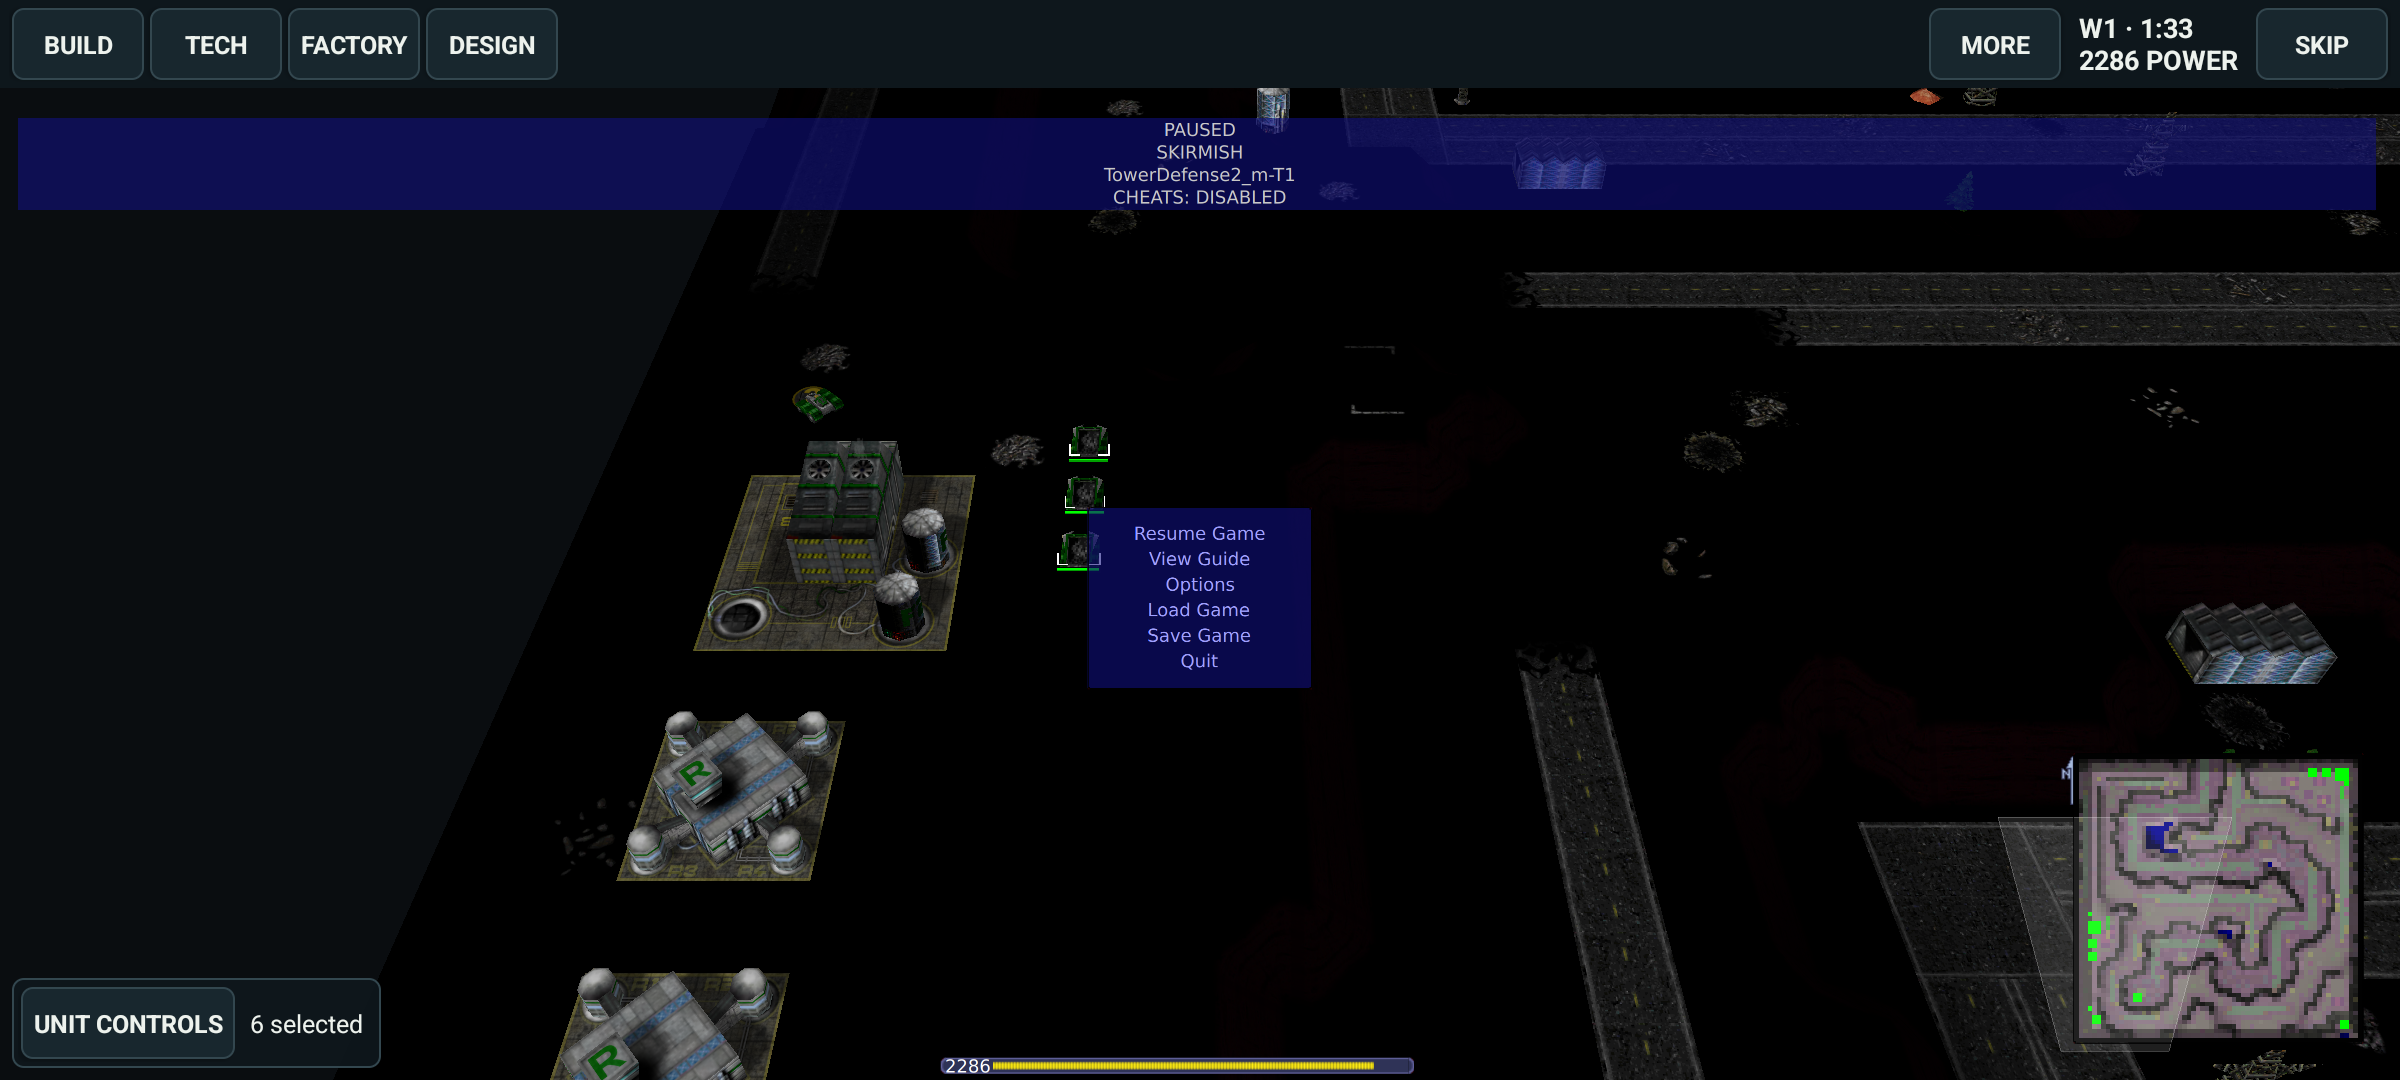 BUILD TECH FACTORY DESIGN
MORE
W1 · 1:33
2286 POWER
SKIP
PAUSED
SKIRMISH
TowerDefense2_m-T1
CHEATS: DISABLED
Resume Game
View Guide
Options
Load Game
Save Game
Quit
R
N
R
UNIT CONTROLS 6 selected
2286